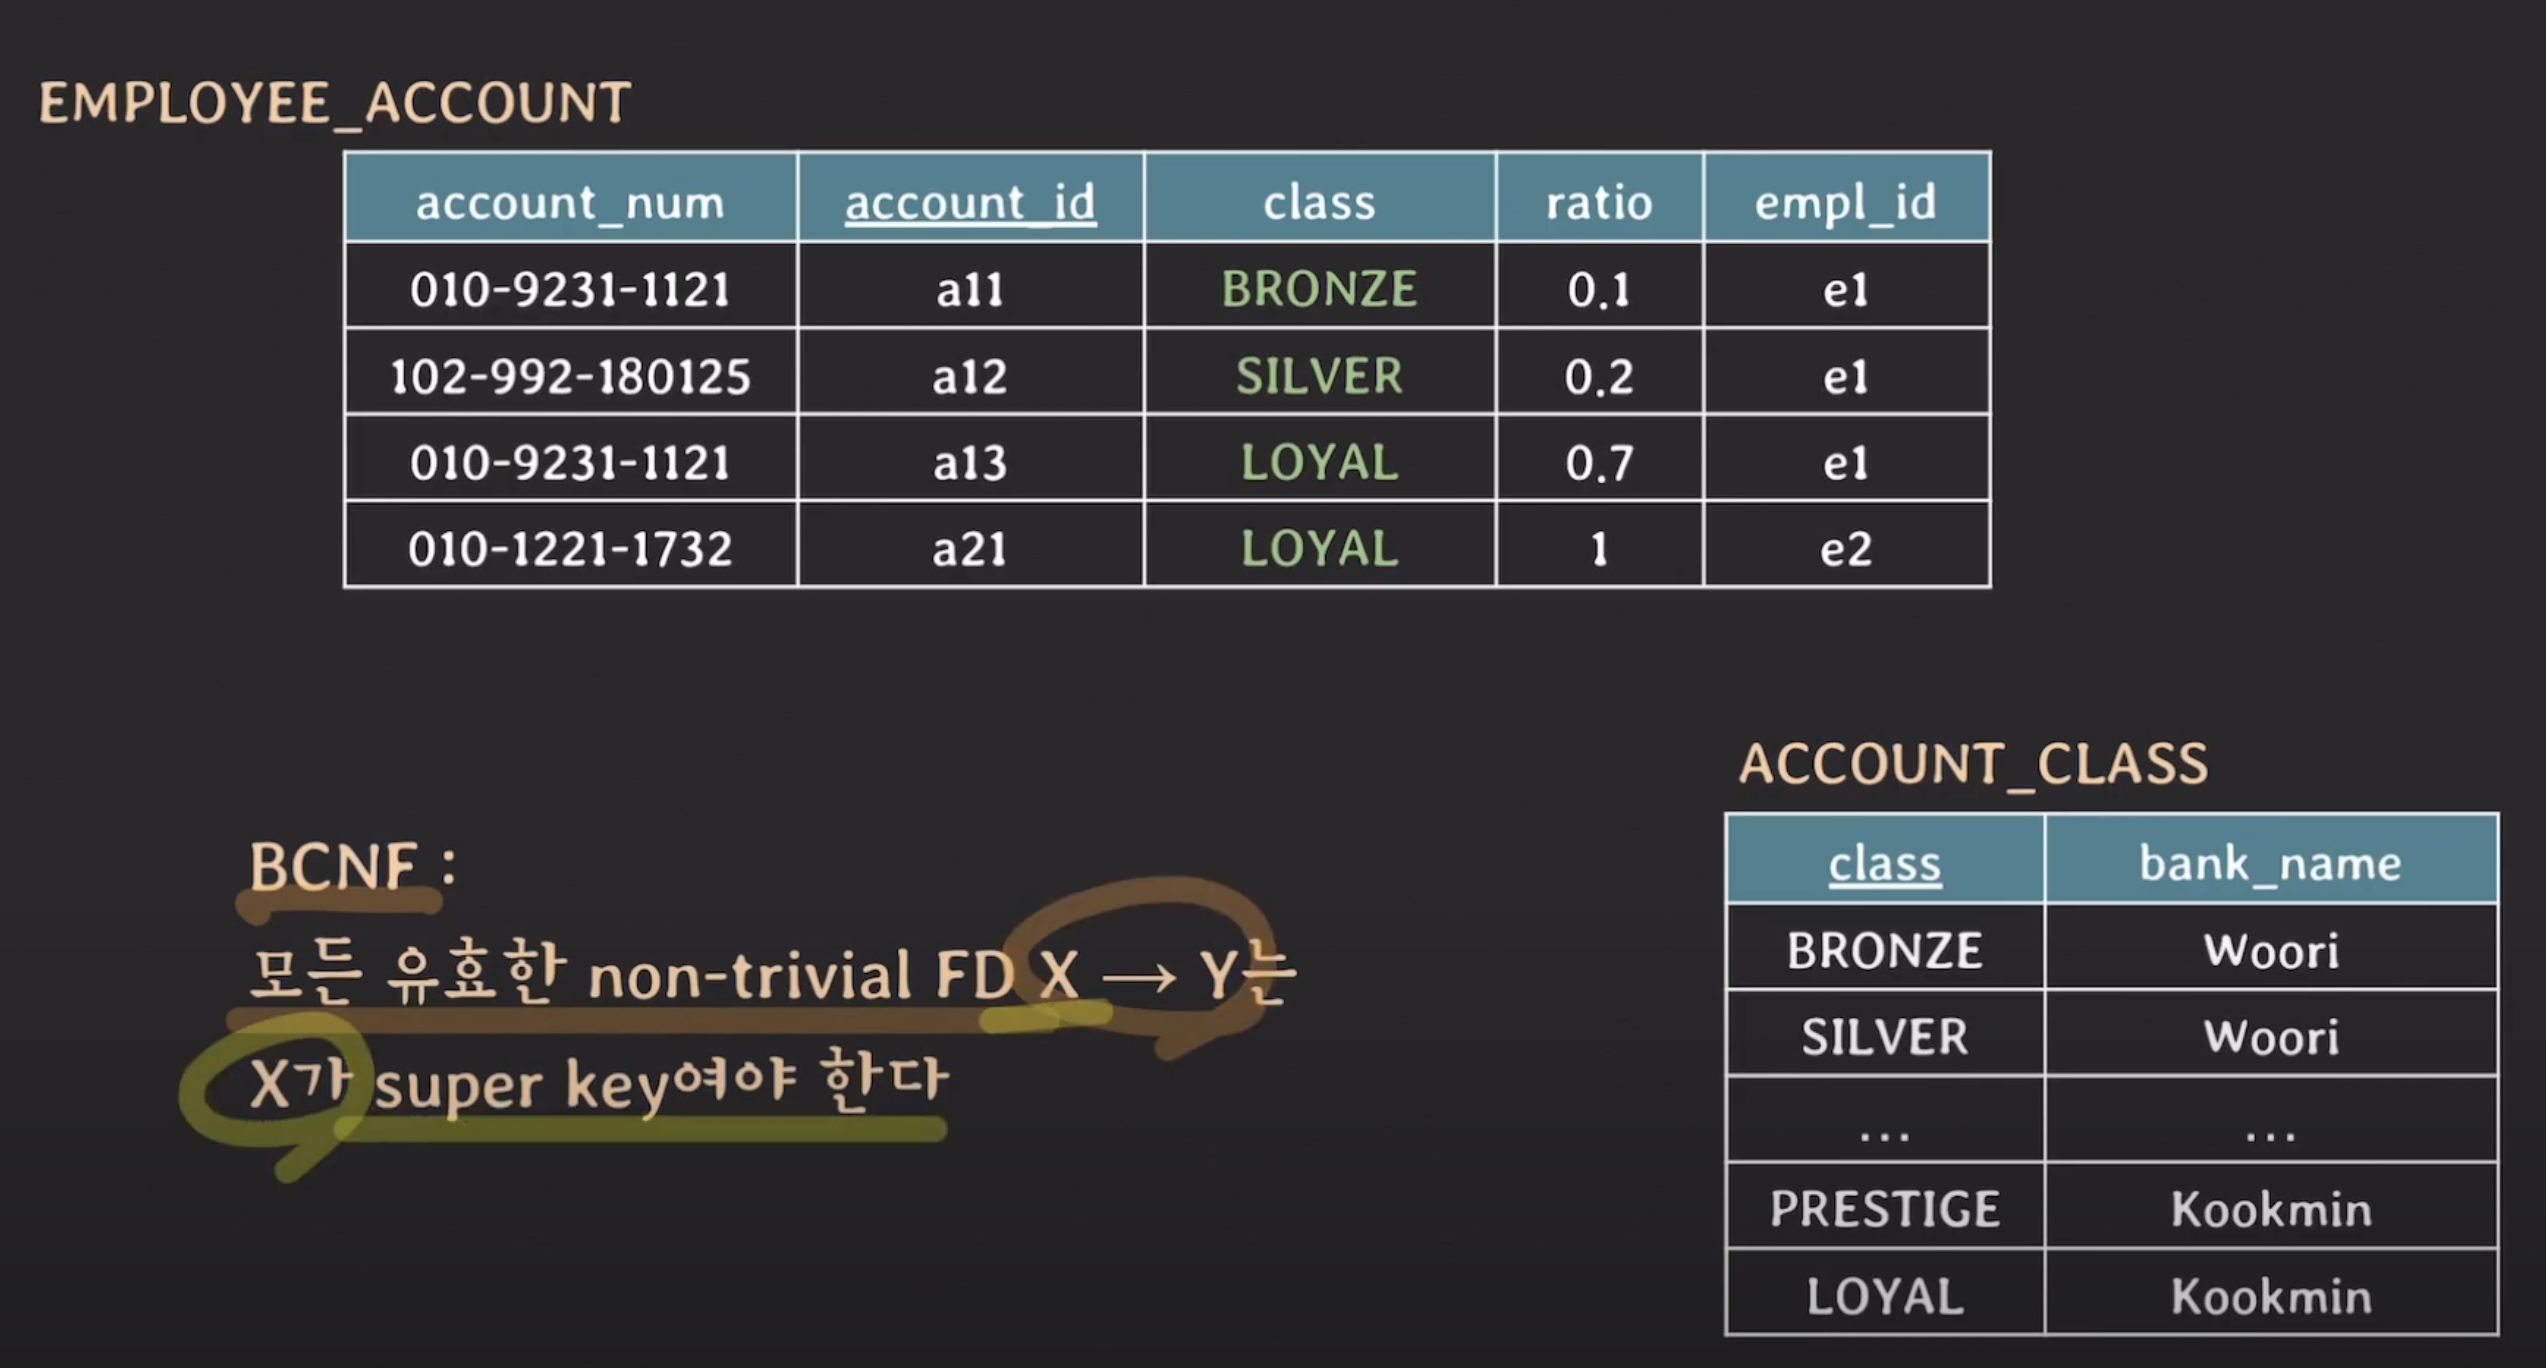 EMPLOYEE_ACCOUNT
account_num account_id class ratio empl_id
010-9231-1121 a11 BRONZE 0.1 e1
102-992-180125 a12 SILVER 0.2 e1
010-9231-1121 a13 LOYAL 0.7 e1
010-1221-1732 a21 LOYAL 1 e2
BCNF :
모든 유효한 non-trivial FD X → Y는
X가 super key여야 한다
ACCOUNT_CLASS
class bank_name
BRONZE Woori
SILVER Woori
... ...
PRESTIGE Kookmin
LOYAL Kookmin